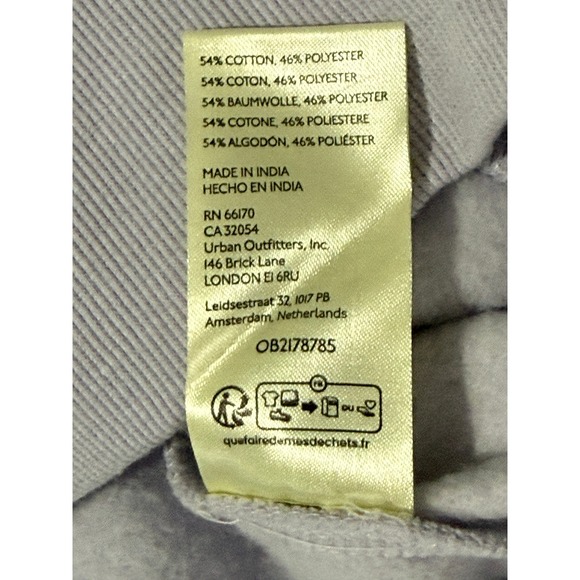 54% COTTON, 46% POLYESTER
54% COTON, 46% POLYESTER
54% BAUMWOLLE, 46% POLYESTER
54% COTONE, 46% POLIESTERE
54% ALGODÓN, 46% POLIÉSTER
MADE IN INDIA
HECHO EN INDIA
RN 66170
CA 32054
Urban Outfitters, Inc.
146 Brick Lane
LONDON E1 6RU
Leidsestraat 32, 1017 PB
Amsterdam, Netherlands
OB2178785
FR
OU
quefairedemesdechets.fr